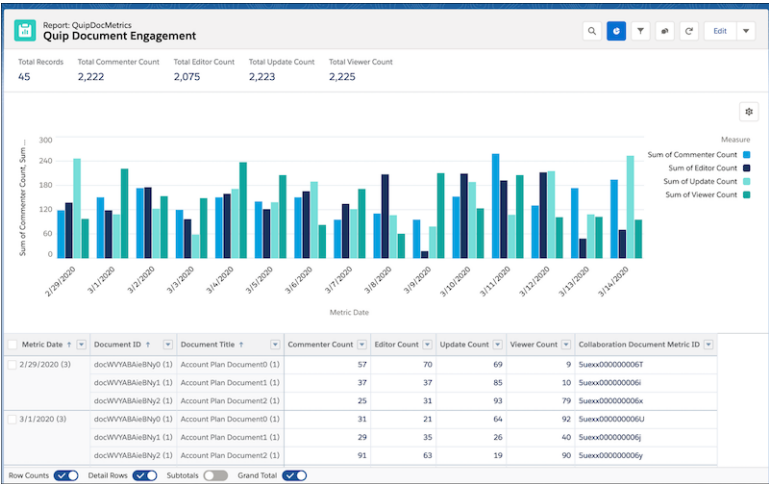 Report: QuipDocMetrics
Quip Document Engagement
Edit
Total Records Total Commenter Count Total Editor Count Total Update Count Total Viewer Count
45 2,222 2,075 2,223 2,225
Measure
Sum of Commenter Count
Sum of Editor Count
Sum of Update Count
Sum of Viewer Count
Sum of Commenter Count, Sum ...
300
240
180
120
60
0
2/29/2020 3/1/2020 3/2/2020 3/3/2020 3/4/2020 3/5/2020 3/6/2020 3/7/2020 3/8/2020 3/9/2020 3/10/2020 3/11/2020 3/12/2020 3/13/2020 3/14/2020
Metric Date
Metric Date ↑ Document ID ↑ Document Title ↑ Commenter Count Editor Count Update Count Viewer Count Collaboration Document Metric ID
2/29/2020 (3) docWVYABAieBNy0 (1) Account Plan Document0 (1) 57 70 69 9 5uexx000000006T
docWVYABAieBNy1 (1) Account Plan Document1 (1) 37 37 85 10 5uexx000000006i
docWVYABAieBNy2 (1) Account Plan Document2 (1) 25 31 93 79 5uexx000000006x
3/1/2020 (3) docWVYABAieBNy0 (1) Account Plan Document0 (1) 31 21 64 92 5uexx000000006U
docWVYABAieBNy1 (1) Account Plan Document1 (1) 29 35 26 40 5uexx000000006j
docWVYABAieBNy2 (1) Account Plan Document2 (1) 91 63 19 90 5uexx000000006y
Row Counts Detail Rows Subtotals Grand Total